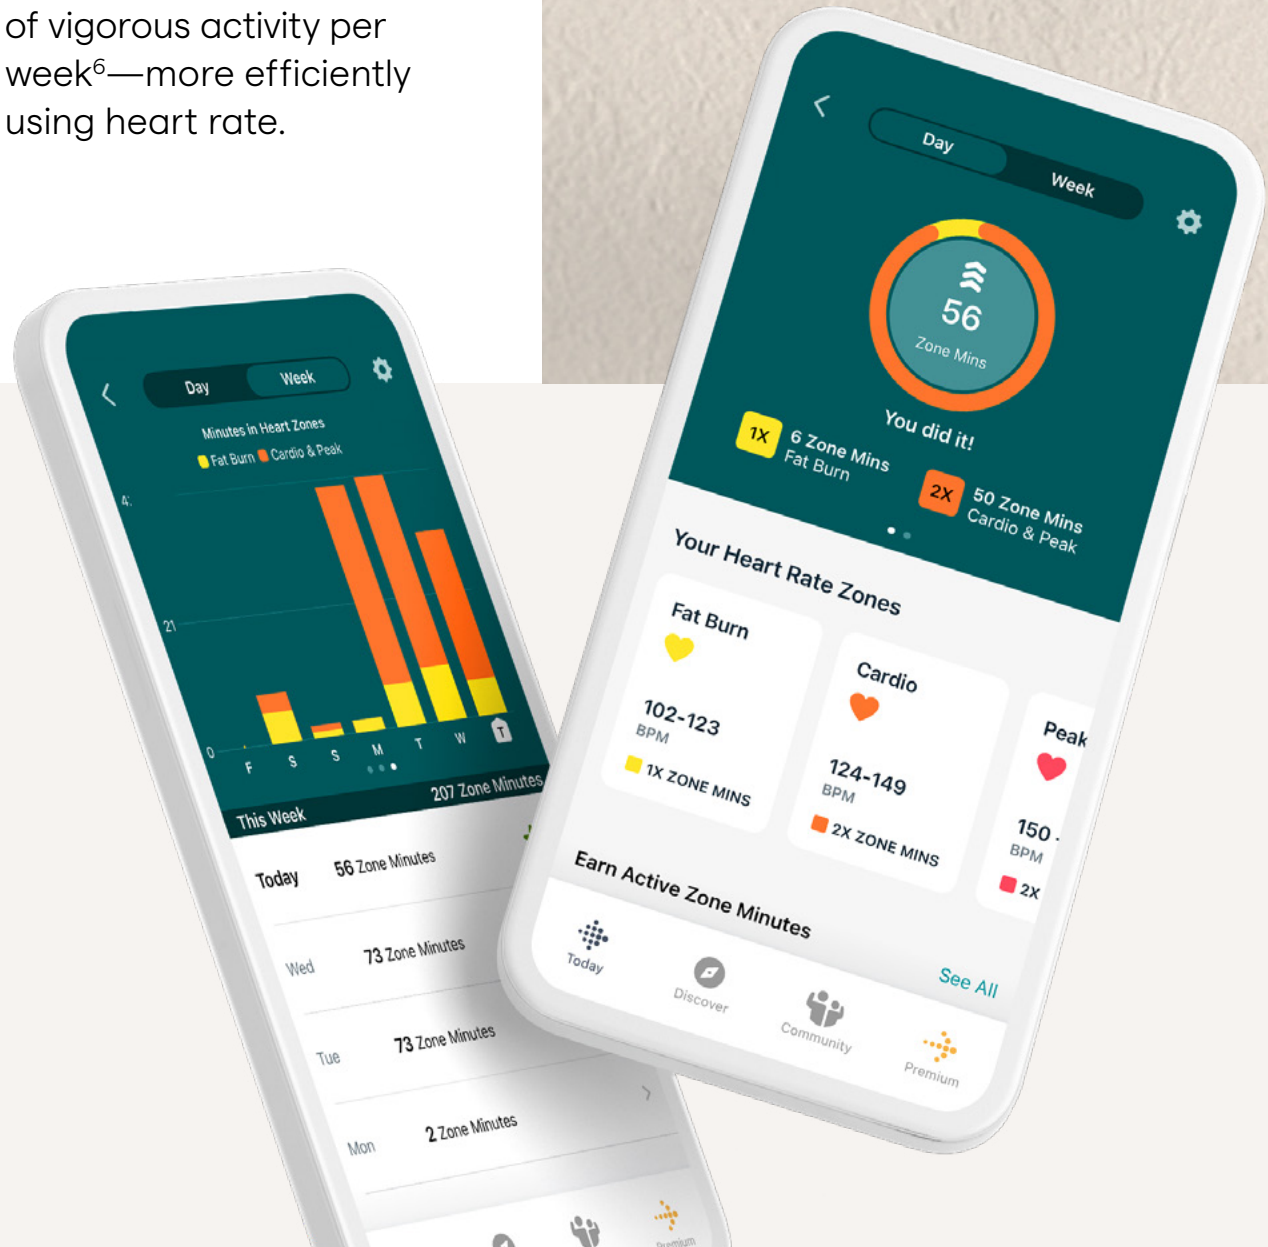 of vigorous activity per
week⁶—more efficiently
using heart rate.
Day
Week
Minutes in Heart Zones
Fat Burn
Cardio & Peak
4:
21
0
F
S
S
M
T
W
T
This Week
207 Zone Minutes
Today
56 Zone Minutes
Wed
73 Zone Minutes
Tue
73 Zone Minutes
Mon
2 Zone Minutes
Premium
Day
Week
56
Zone Mins
You did it!
1X
6 Zone Mins
Fat Burn
2X
50 Zone Mins
Cardio & Peak
Your Heart Rate Zones
Fat Burn
102-123
BPM
1X ZONE MINS
Cardio
124-149
BPM
2X ZONE MINS
Peak
150 -
BPM
2X
Earn Active Zone Minutes
See All
Today
Discover
Community
Premium